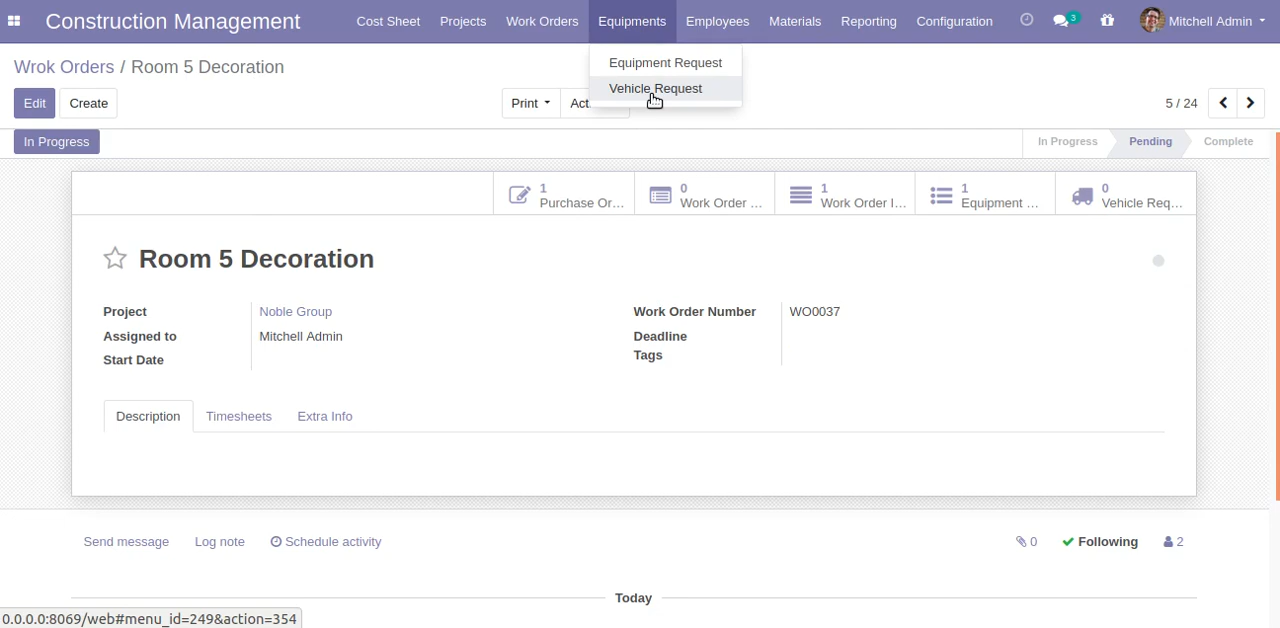 Construction Management
Cost Sheet Projects Work Orders Equipments Employees Materials Reporting Configuration 3 Mitchell Admin
Wrok Orders / Room 5 Decoration
Equipment Request
Vehicle Request
Edit Create Print 5 / 24
In Progress In Progress Pending Complete
1 Purchase Or...
0 Work Order ...
1 Work Order I...
1 Equipment ...
0 Vehicle Req...
Room 5 Decoration
Project Noble Group
Assigned to Mitchell Admin
Start Date
Work Order Number WO0037
Deadline
Tags
Description Timesheets Extra Info
Send message Log note Schedule activity 0 Following 2
Today
0.0.0.0:8069/web#menu_id=249&action=354